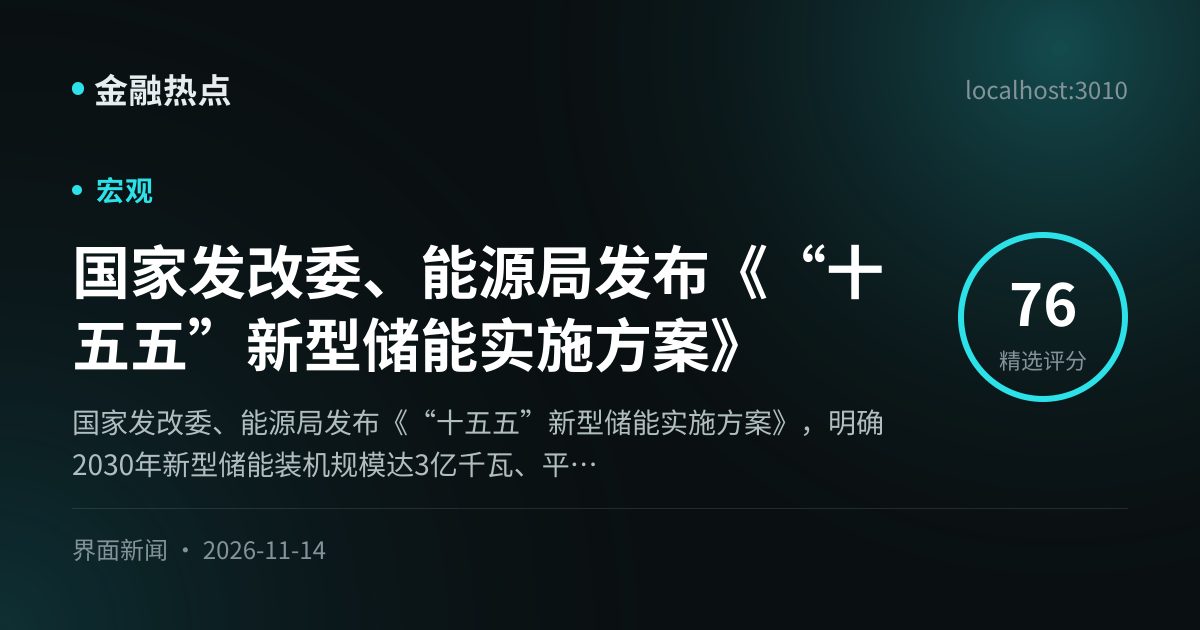 金融热点
localhost:3010
宏观
国家发改委、能源局发布《“十
五五”新型储能实施方案》
76
精选评分
国家发改委、能源局发布《“十五五”新型储能实施方案》，明确
2030年新型储能装机规模达3亿千瓦、平…
界面新闻 · 2026-11-14